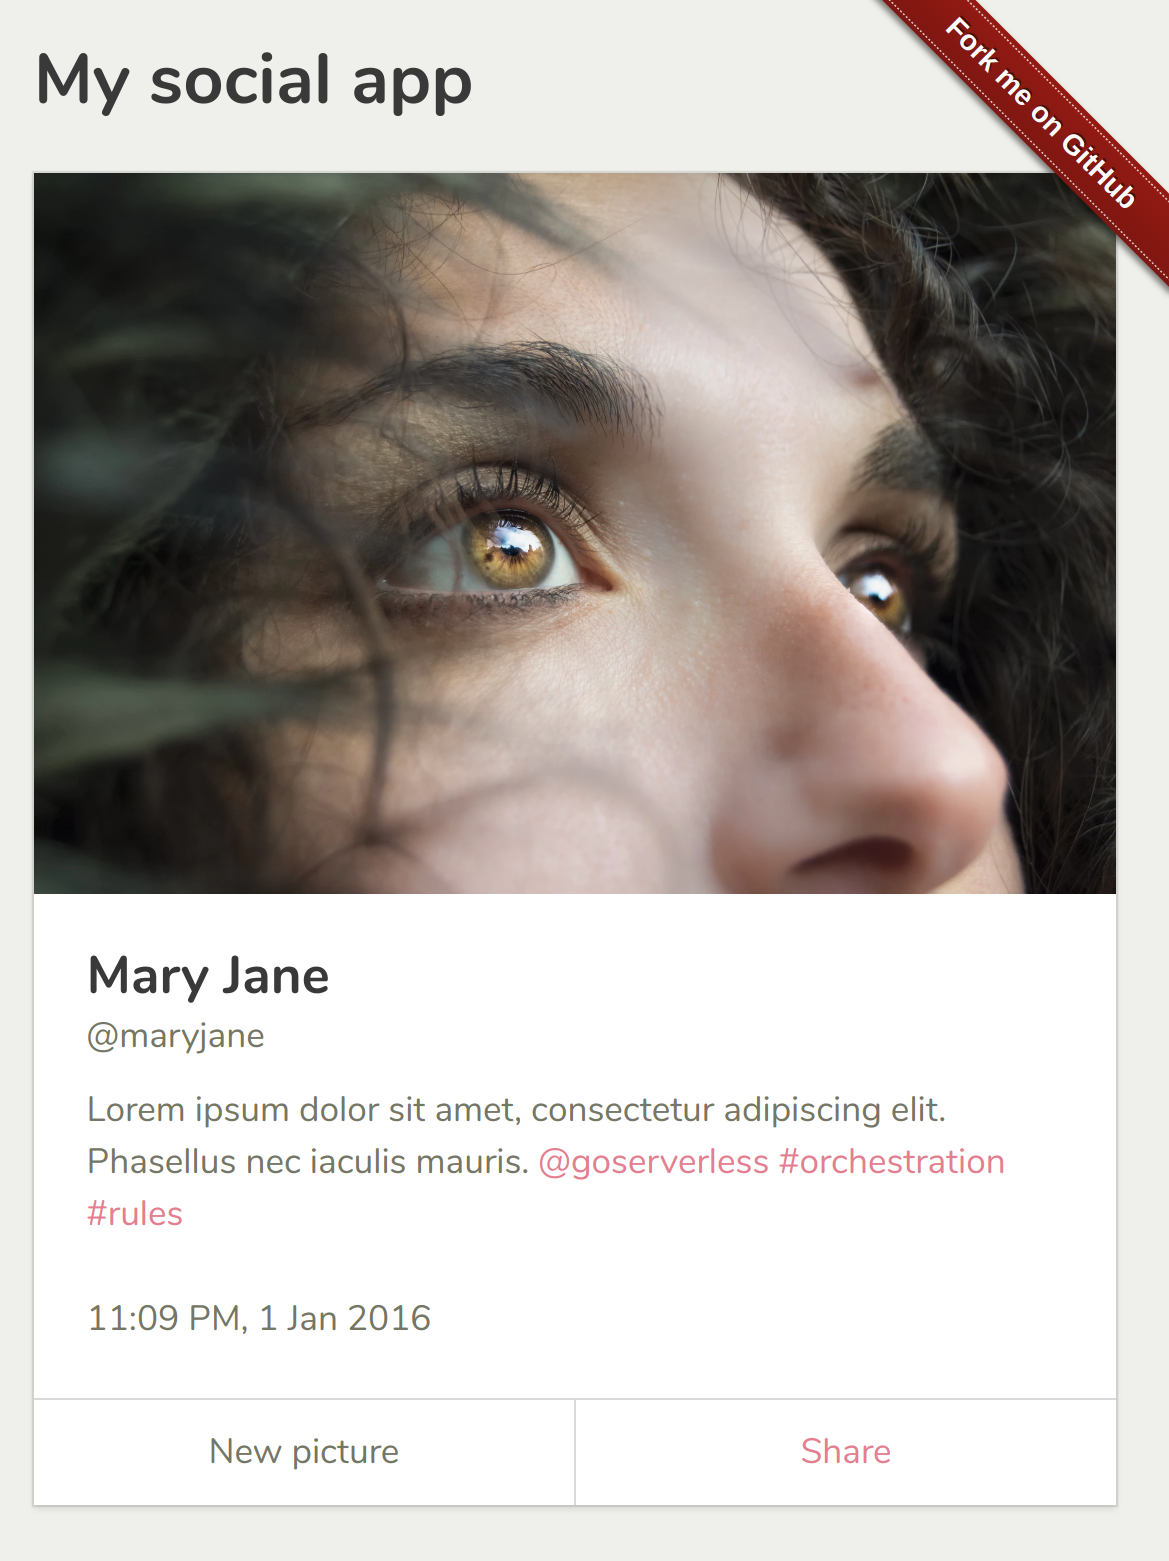 My social app
Fork me on GitHub
Mary Jane
@maryjane
Lorem ipsum dolor sit amet, consectetur adipiscing elit.
Phasellus nec iaculis mauris. @goserverless #orchestration
#rules
11:09 PM, 1 Jan 2016
New picture
Share